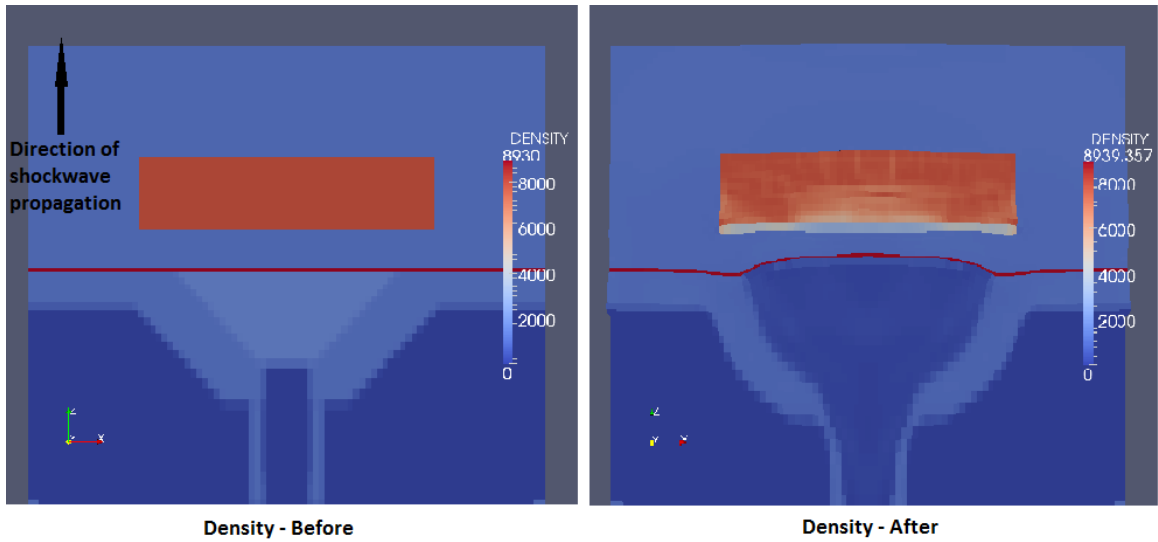 Direction of
shockwave
propagation
DENSITY
8930
8000
6000
4000
2000
0
Z
Y X
Density - Before
DENSITY
8939.357
8000
6000
4000
2000
0
Z
Y X
Density - After